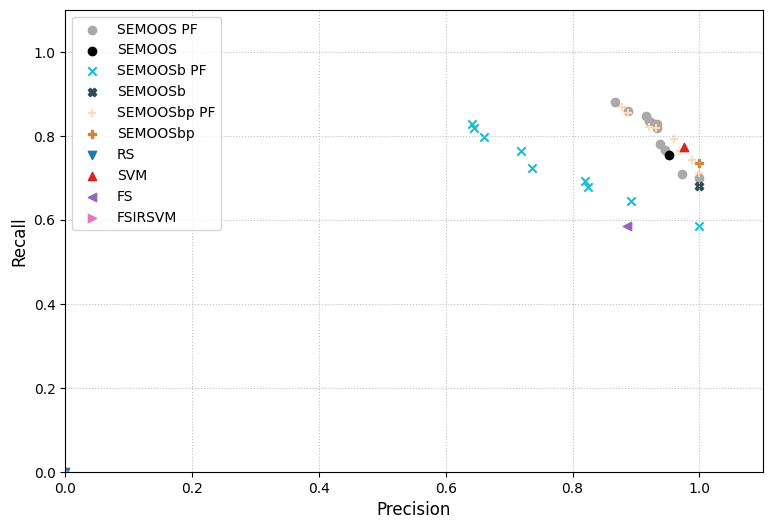 SEMOOS PF
SEMOOS
SEMOOSb PF
SEMOOSb
SEMOOSbp PF
SEMOOSbp
RS
SVM
FS
FSIRSVM
1.0
0.8
0.6
0.4
0.2
0.0
Recall
0.0 0.2 0.4 0.6 0.8 1.0
Precision